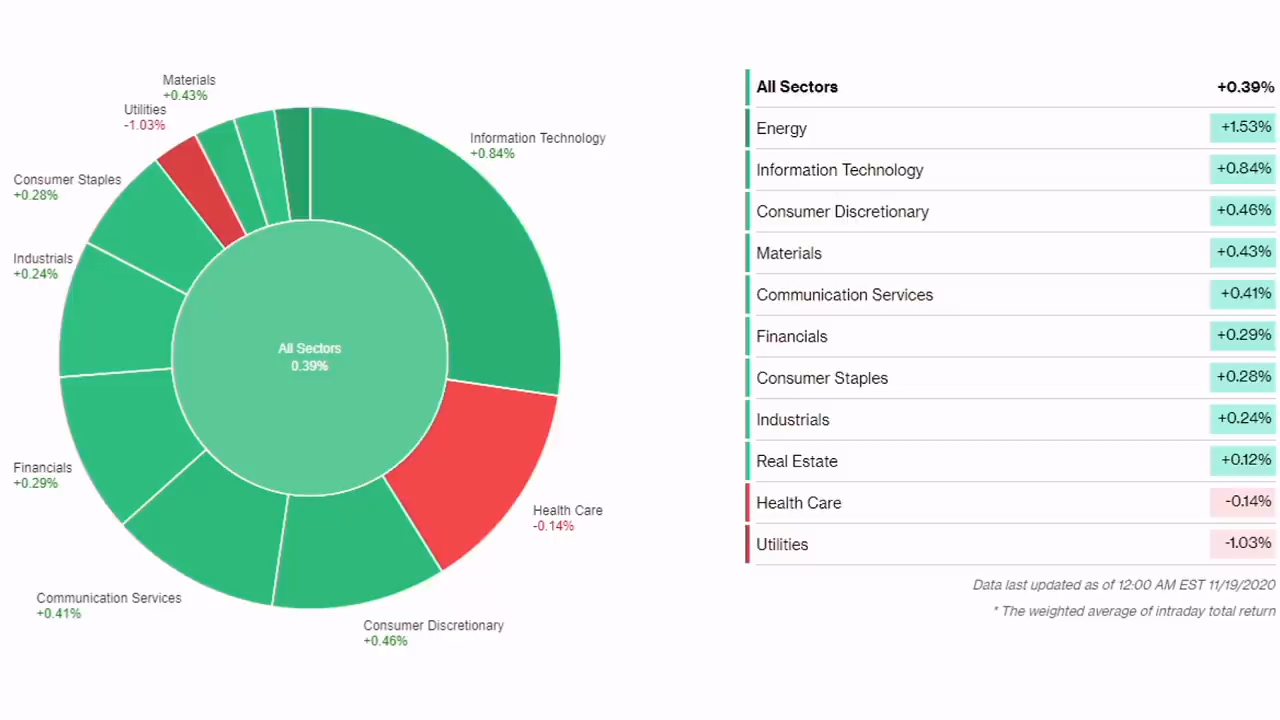 Materials
+0.43%
Utilities
-1.03%
Information Technology
+0.84%
Consumer Staples
+0.28%
Industrials
+0.24%
All Sectors
0.39%
Financials
+0.29%
Health Care
-0.14%
Communication Services
+0.41%
Consumer Discretionary
+0.46%
All Sectors +0.39%
Energy +1.53%
Information Technology +0.84%
Consumer Discretionary +0.46%
Materials +0.43%
Communication Services +0.41%
Financials +0.29%
Consumer Staples +0.28%
Industrials +0.24%
Real Estate +0.12%
Health Care -0.14%
Utilities -1.03%
Data last updated as of 12:00 AM EST 11/19/2020
* The weighted average of intraday total return